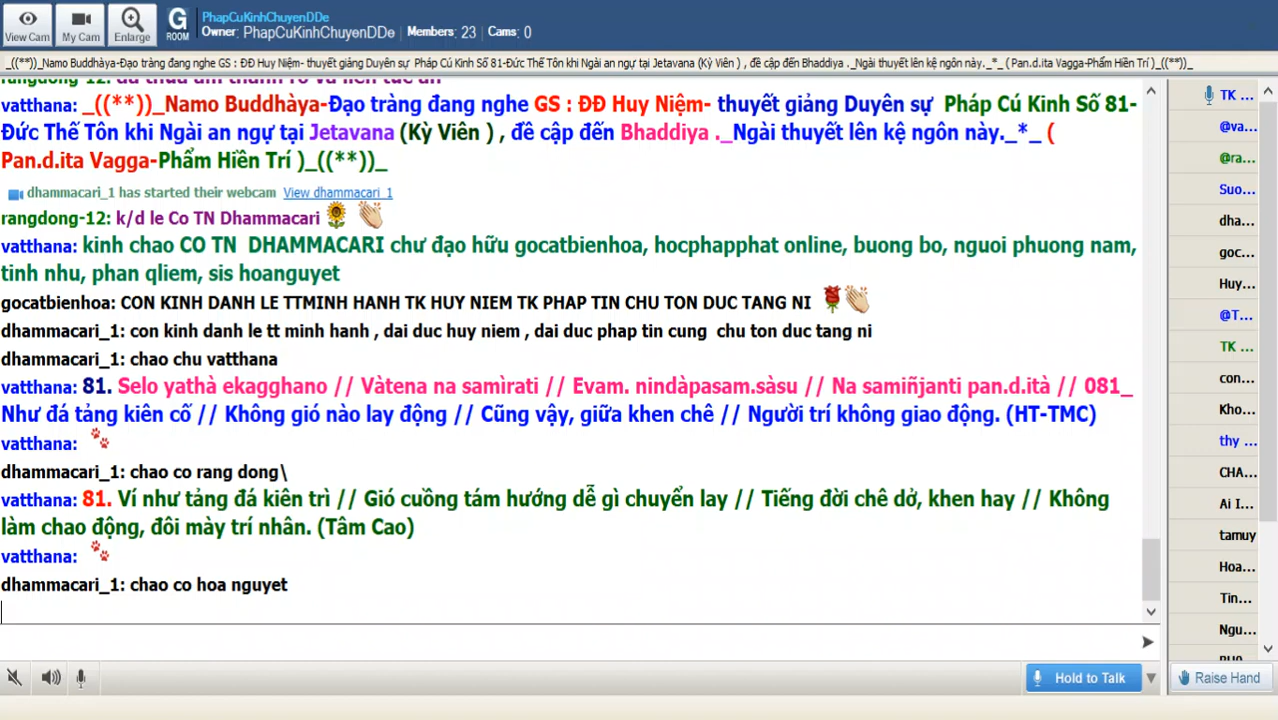 PhapCuKinhChuyenDDe
Owner: PhapCuKinhChuyenDDe Members: 23 Cams: 0
View Cam My Cam Enlarge G ROOM
_((**))_Namo Buddhàya-Đạo tràng đang nghe GS : ĐĐ Huy Niệm- thuyết giảng Duyên sự Pháp Cú Kinh Số 81-Đức Thế Tôn khi Ngài an ngự tại Jetavana (Kỳ Viên ) , đề cập đến Bhaddiya ._Ngài thuyết lên kệ ngôn này._*_ ( Pan.d.ita Vagga-Phẩm Hiền Trí )_((**))_
vatthana: _((**))_Namo Buddhàya-Đạo tràng đang nghe GS : ĐĐ Huy Niệm- thuyết giảng Duyên sự Pháp Cú Kinh Số 81-
Đức Thế Tôn khi Ngài an ngự tại Jetavana (Kỳ Viên ) , đề cập đến Bhaddiya ._Ngài thuyết lên kệ ngôn này._*_ (
Pan.d.ita Vagga-Phẩm Hiền Trí )_((**))_
dhammacari_1 has started their webcam View dhammacari_1
rangdong-12: k/d le Co TN Dhammacari
vatthana: kinh chao CO TN DHAMMACARI chư đạo hữu gocatbienhoa, hocphapphat online, buong bo, nguoi phuong nam,
tinh nhu, phan qliem, sis hoanguyet
gocatbienhoa: CON KINH DANH LE TTMINH HANH TK HUY NIEM TK PHAP TIN CHU TON DUC TANG NI
dhammacari_1: con kinh danh le tt minh hanh , dai duc huy niem , dai duc phap tin cung chu ton duc tang ni
dhammacari_1: chao chu vatthana
vatthana: 81. Selo yathà ekagghano // Vàtena na samìrati // Evam. nindàpasam.sàsu // Na samiñjanti pan.d.ità // 081_
Như đá tảng kiên cố // Không gió nào lay động // Cũng vậy, giữa khen chê // Người trí không giao động. (HT-TMC)
vatthana:
dhammacari_1: chao co rang dong\
vatthana: 81. Ví như tảng đá kiên trì // Gió cuồng tám hướng dễ gì chuyển lay // Tiếng đời chê dở, khen hay // Không
làm chao động, đôi mày trí nhân. (Tâm Cao)
vatthana:
dhammacari_1: chao co hoa nguyet
TK ...
@va...
@ra...
Suo...
dha...
goc...
Huy...
@T...
TK ...
con...
Kho...
thy ...
CHA...
Ai I...
tamuy
Hoa...
Tin...
Ngu...
Hold to Talk
Raise Hand